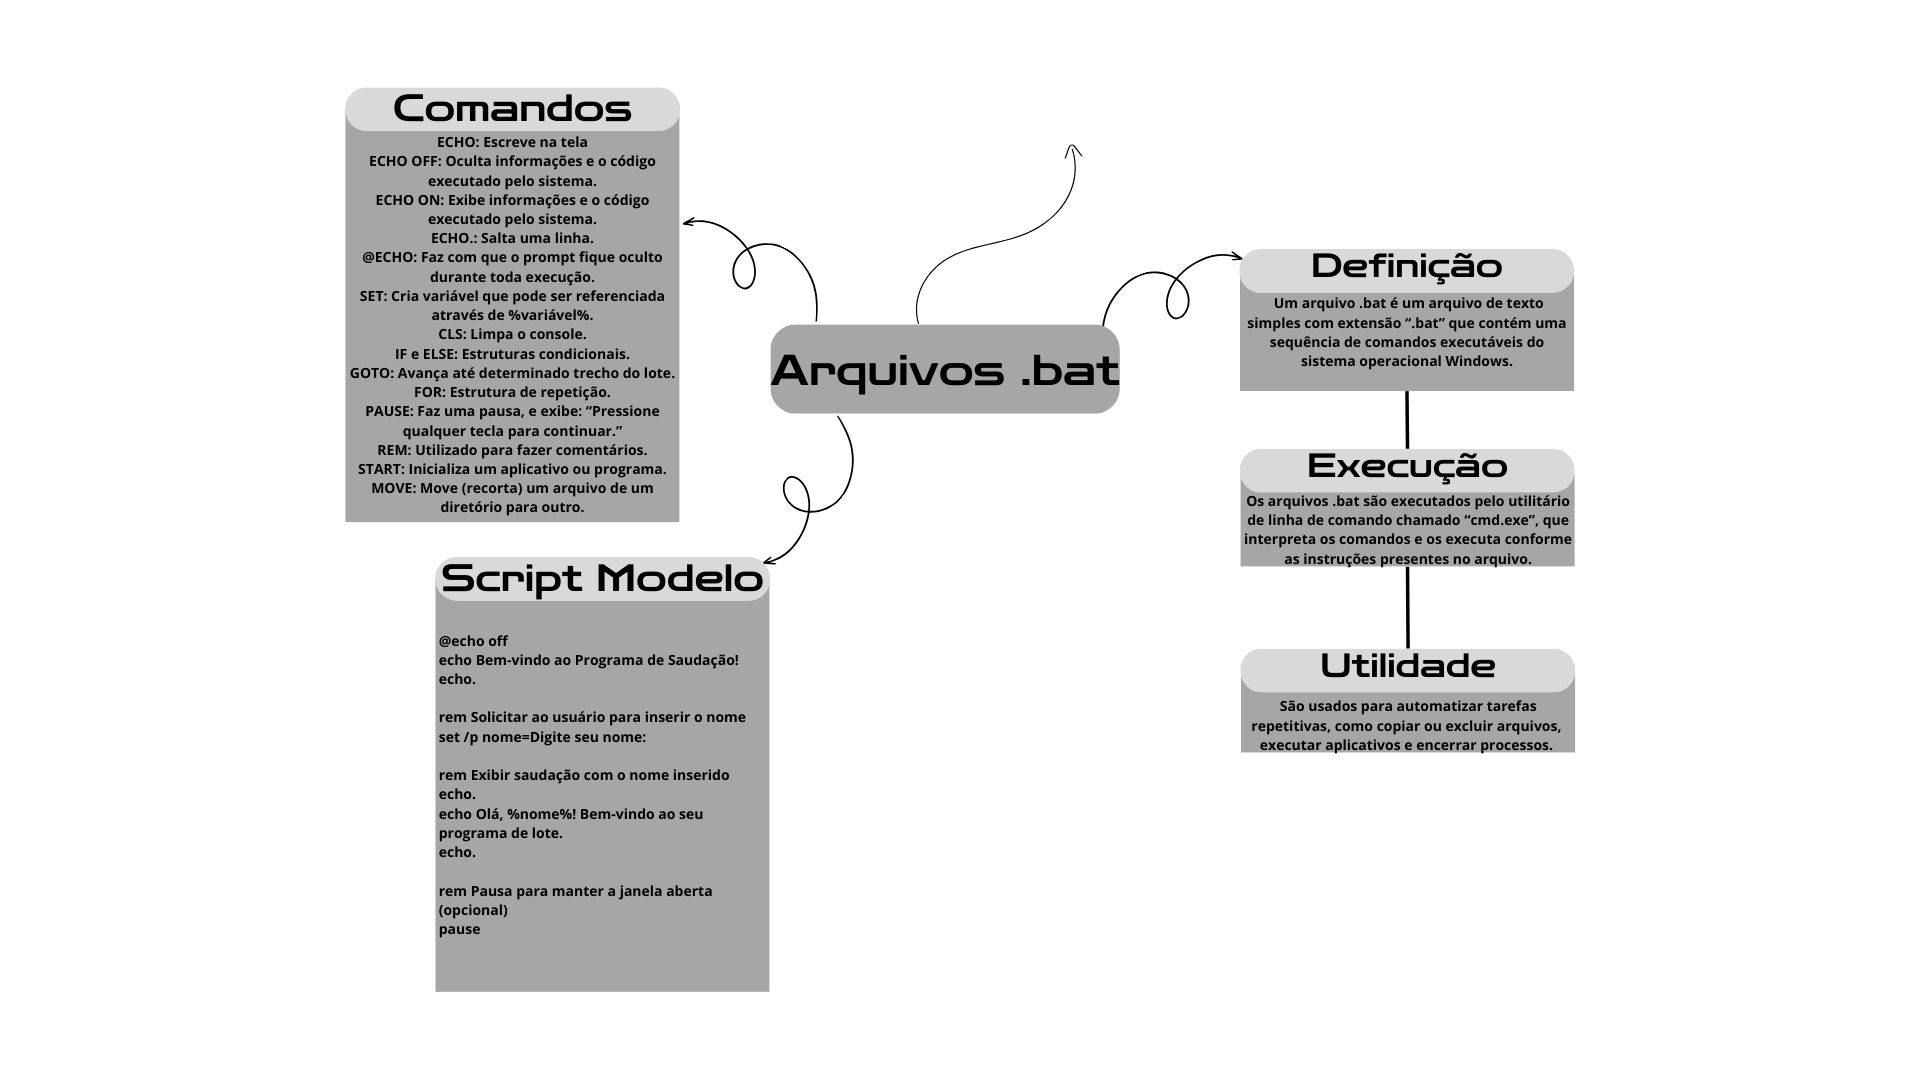 Comandos
ECHO: Escreve na tela
ECHO OFF: Oculta informações e o código
executado pelo sistema.
ECHO ON: Exibe informações e o código
executado pelo sistema.
ECHO.: Salta uma linha.
@ECHO: Faz com que o prompt fique oculto
durante toda execução.
SET: Cria variável que pode ser referenciada
através de %variável%.
CLS: Limpa o console.
IF e ELSE: Estruturas condicionais.
GOTO: Avança até determinado trecho do lote.
FOR: Estrutura de repetição.
PAUSE: Faz uma pausa, e exibe: “Pressione
qualquer tecla para continuar.”
REM: Utilizado para fazer comentários.
START: Inicializa um aplicativo ou programa.
MOVE: Move (recorta) um arquivo de um
diretório para outro.
Arquivos .bat
Definição
Um arquivo .bat é um arquivo de texto
simples com extensão “.bat” que contém uma
sequência de comandos executáveis do
sistema operacional Windows.
Execução
Os arquivos .bat são executados pelo utilitário
de linha de comando chamado “cmd.exe”, que
interpreta os comandos e os executa conforme
as instruções presentes no arquivo.
Utilidade
São usados para automatizar tarefas
repetitivas, como copiar ou excluir arquivos,
executar aplicativos e encerrar processos.
Script Modelo
@echo off
echo Bem-vindo ao Programa de Saudação!
echo.
rem Solicitar ao usuário para inserir o nome
set /p nome=Digite seu nome:
rem Exibir saudação com o nome inserido
echo.
echo Olá, %nome%! Bem-vindo ao seu
programa de lote.
echo.
rem Pausa para manter a janela aberta
(opcional)
pause